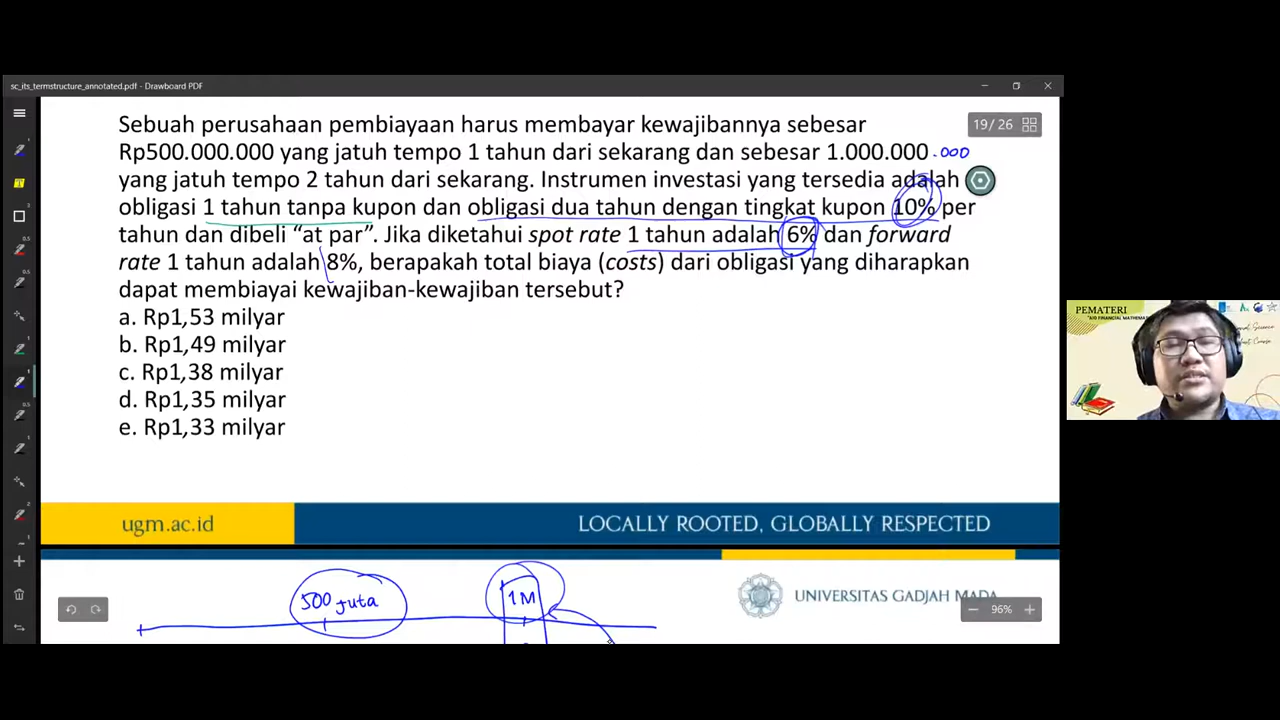 sc_its_termstructure_annotated.pdf - Drawboard PDF
19 / 26
Sebuah perusahaan pembiayaan harus membayar kewajibannya sebesar
Rp500.000.000 yang jatuh tempo 1 tahun dari sekarang dan sebesar 1.000.000 .000
yang jatuh tempo 2 tahun dari sekarang. Instrumen investasi yang tersedia adalah
obligasi 1 tahun tanpa kupon dan obligasi dua tahun dengan tingkat kupon 10% per
tahun dan dibeli “at par”. Jika diketahui spot rate 1 tahun adalah 6% dan forward
rate 1 tahun adalah 8%, berapakah total biaya (costs) dari obligasi yang diharapkan
dapat membiayai kewajiban-kewajiban tersebut?
a. Rp1,53 milyar
b. Rp1,49 milyar
c. Rp1,38 milyar
d. Rp1,35 milyar
e. Rp1,33 milyar
PEMATERI
ugm.ac.id
LOCALLY ROOTED, GLOBALLY RESPECTED
500 juta
1M
UNIVERSITAS GADJAH MADA
96%